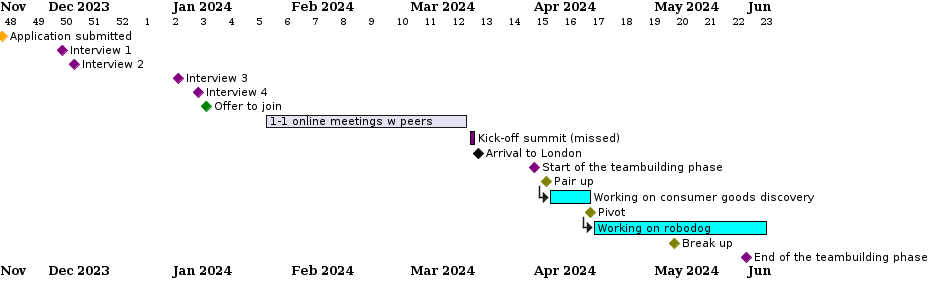 Nov Dec 2023 Jan 2024 Feb 2024 Mar 2024 Apr 2024 May 2024 Jun
48 49 50 51 52 1 2 3 4 5 6 7 8 9 10 11 12 13 14 15 16 17 18 19 20 21 22 23
Application submitted
Interview 1
Interview 2
Interview 3
Interview 4
Offer to join
1-1 online meetings w peers
Kick-off summit (missed)
Arrival to London
Start of the teambuilding phase
Pair up
Working on consumer goods discovery
Pivot
Working on robodog
Break up
End of the teambuilding phase
Nov Dec 2023 Jan 2024 Feb 2024 Mar 2024 Apr 2024 May 2024 Jun